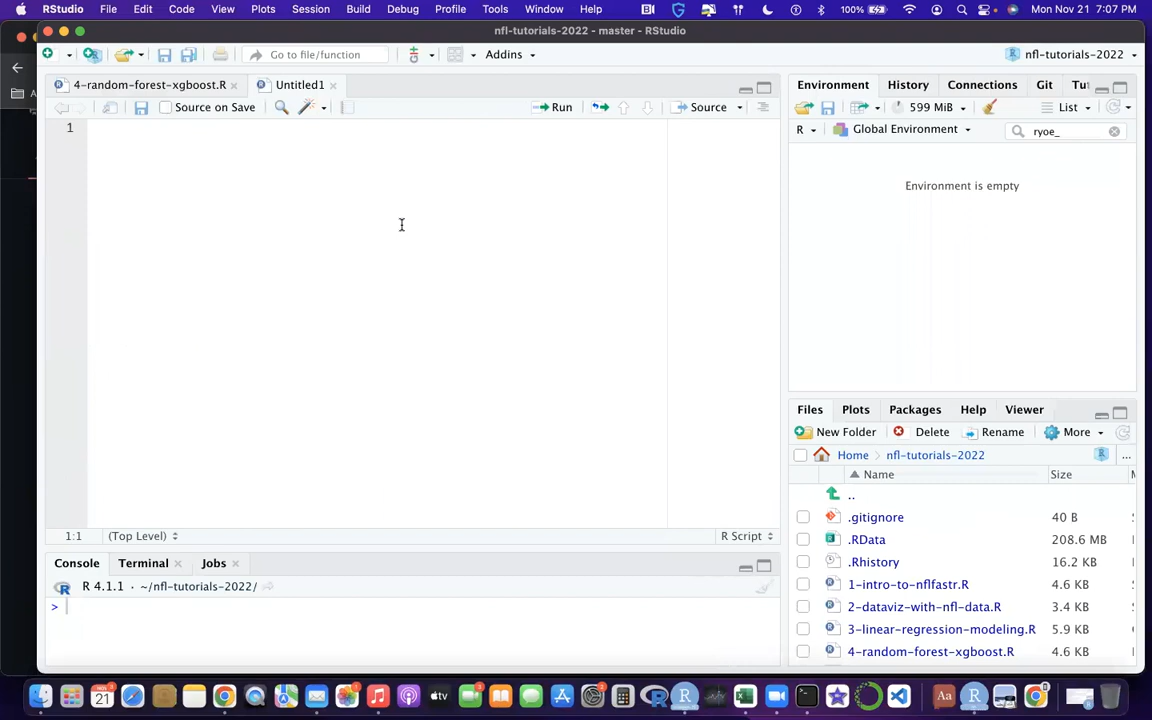 RStudio File Edit Code View Plots Session Build Debug Profile Tools Window Help 100% Mon Nov 21 7:07 PM
nfl-tutorials-2022 - master - RStudio
Go to file/function Addins nfl-tutorials-2022
4-random-forest-xgboost.R Untitled1
Source on Save Run Source
1
1:1 (Top Level) R Script
Console Terminal Jobs
R 4.1.1 · ~/nfl-tutorials-2022/
>
Environment History Connections Git Tut
599 MiB List
R Global Environment ryoe_
Environment is empty
Files Plots Packages Help Viewer
New Folder Delete Rename More
Home nfl-tutorials-2022 ...
Name Size
..
.gitignore 40 B
.RData 208.6 MB
.Rhistory 16.2 KB
1-intro-to-nflfastr.R 4.6 KB
2-dataviz-with-nfl-data.R 3.4 KB
3-linear-regression-modeling.R 5.9 KB
4-random-forest-xgboost.R 4.6 KB